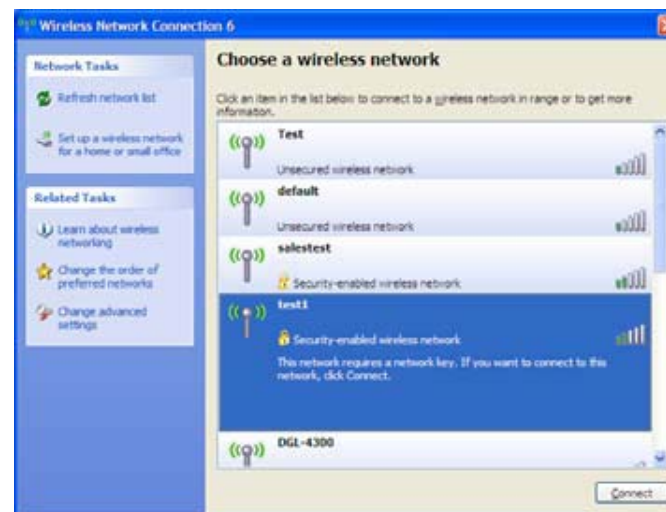 Wireless Network Connection 6
Network Tasks
Refresh network list
Set up a wireless network
for a home or small office
Related Tasks
Learn about wireless
networking
Change the order of
preferred networks
Change advanced
settings
Choose a wireless network
Click an item in the list below to connect to a wireless network in range or to get more
information.
Test
Unsecured wireless network
default
Unsecured wireless network
salestest
Security-enabled wireless network
test1
Security-enabled wireless network
This network requires a network key. If you want to connect to this
network, click Connect.
DGL-4300
Connect